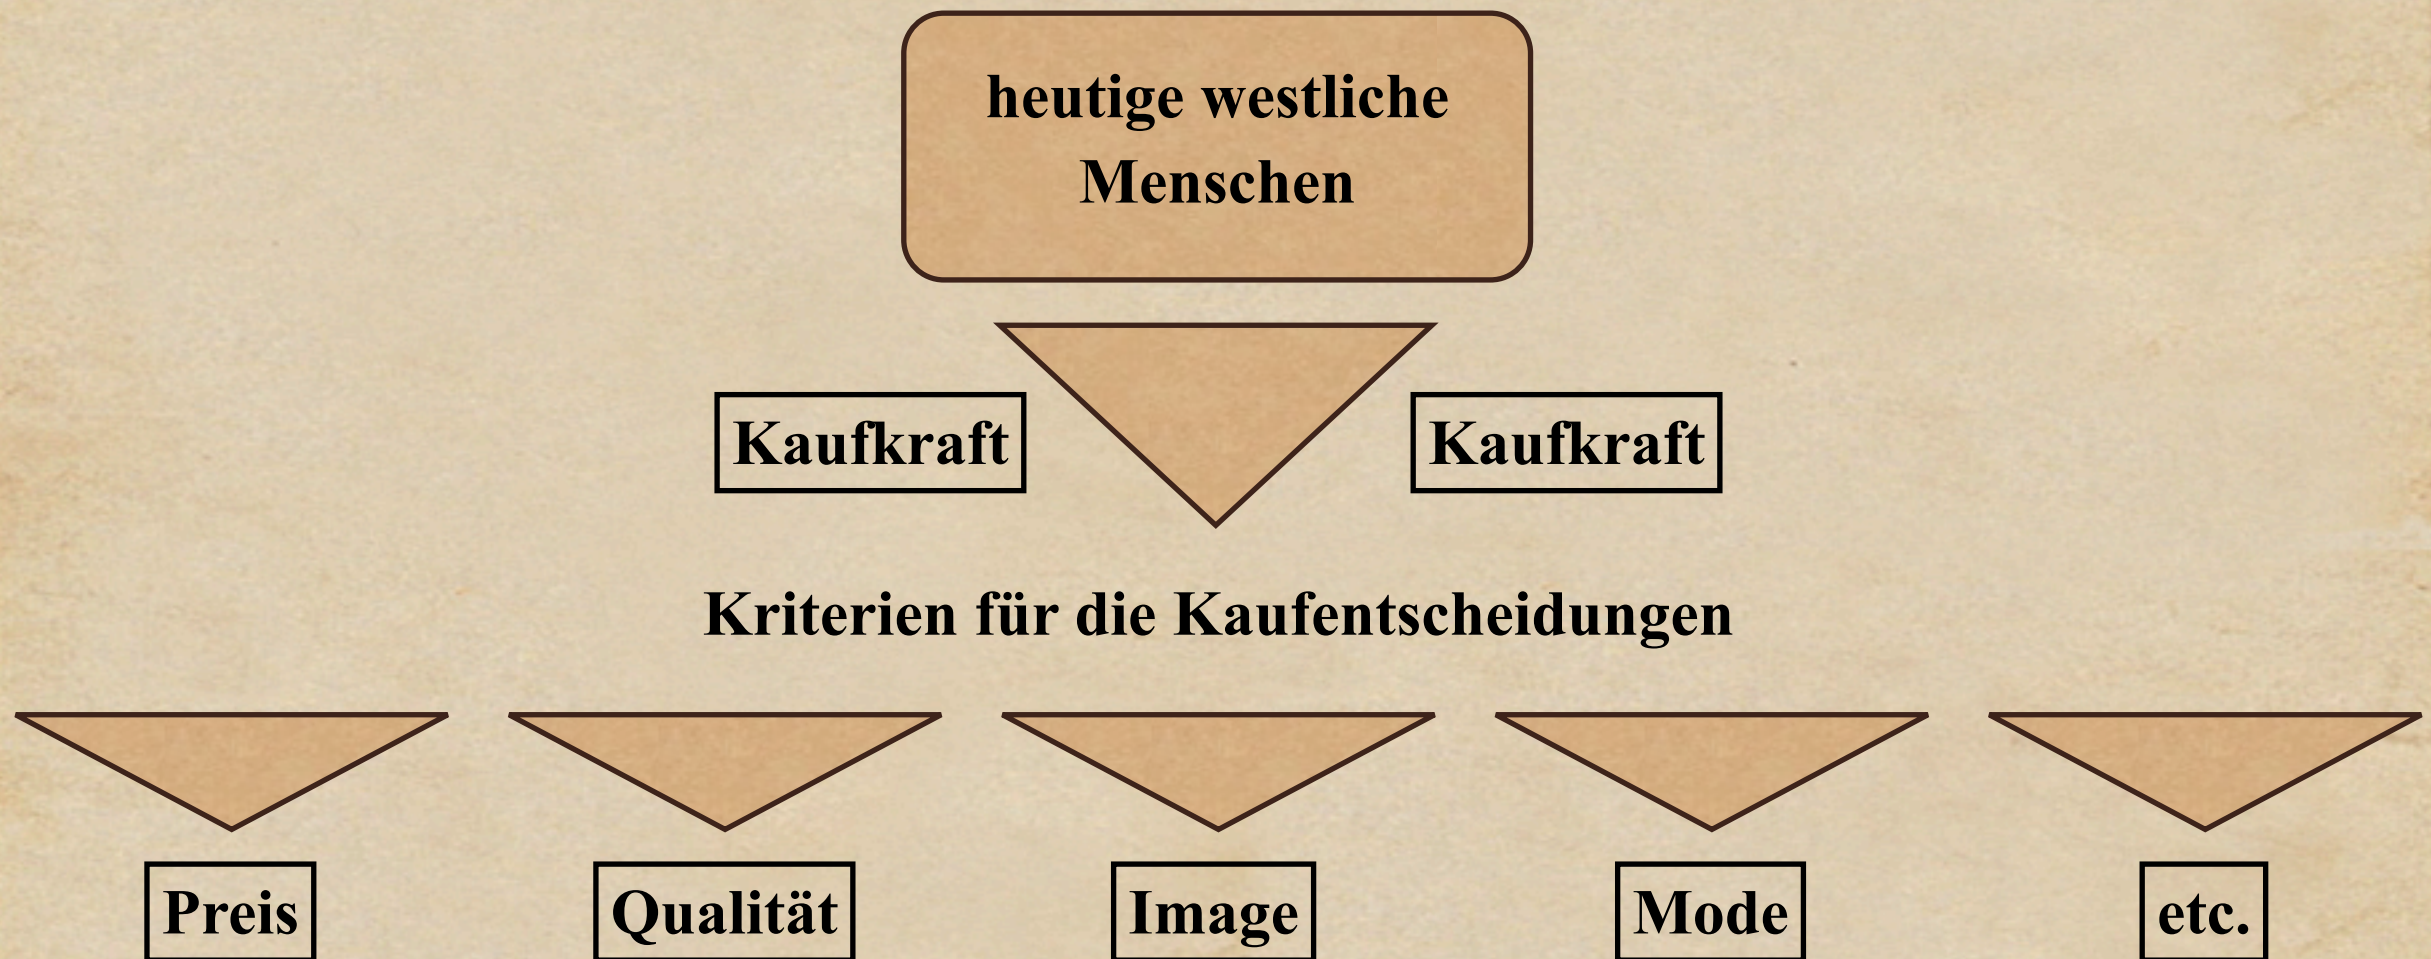 heutige westliche
Menschen
Kaufkraft Kaufkraft
Kriterien für die Kaufentscheidungen
Preis Qualität Image Mode etc.